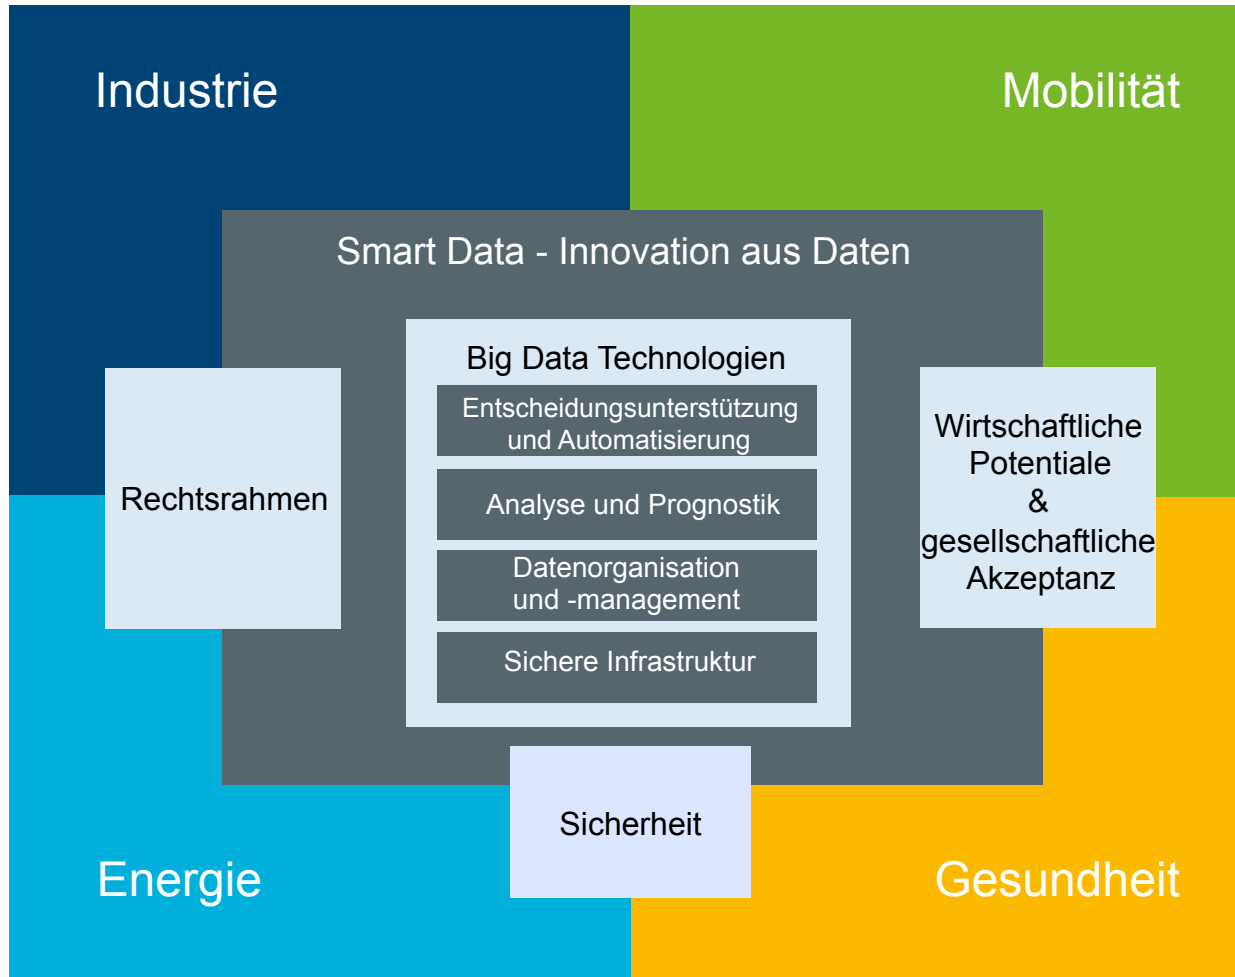 Industrie
Mobilität
Smart Data - Innovation aus Daten
Big Data Technologien
Entscheidungsunterstützung
und Automatisierung
Analyse und Prognostik
Datenorganisation
und -management
Sichere Infrastruktur
Rechtsrahmen
Wirtschaftliche
Potentiale
&
gesellschaftliche
Akzeptanz
Sicherheit
Energie
Gesundheit